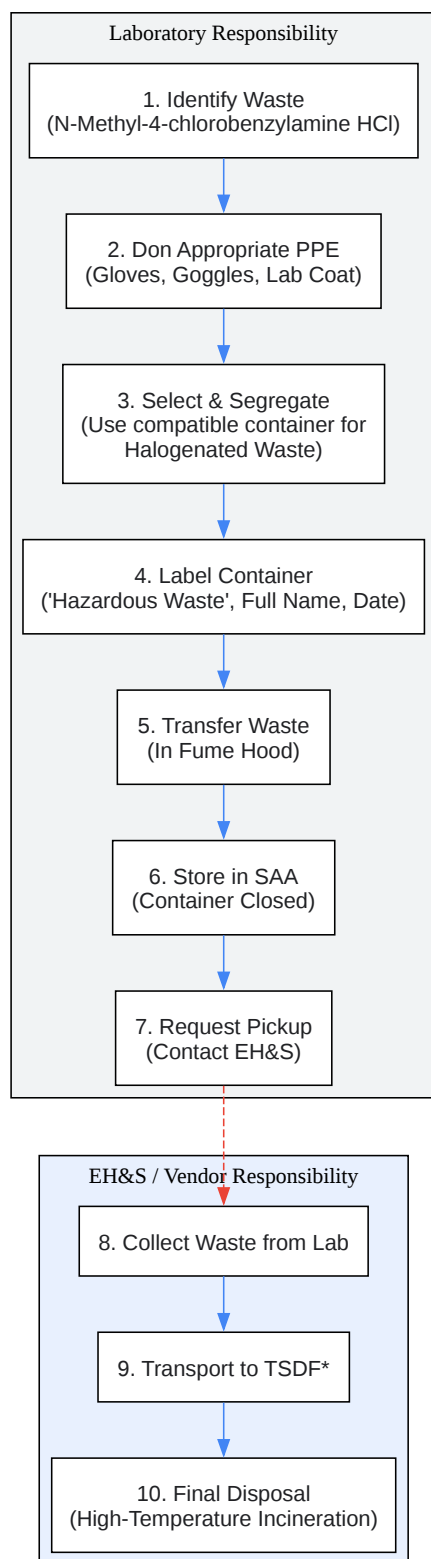 Laboratory Responsibility
1. Identify Waste
(N-Methyl-4-chlorobenzylamine HCl)
2. Don Appropriate PPE
(Gloves, Goggles, Lab Coat)
3. Select & Segregate
(Use compatible container for
Halogenated Waste)
4. Label Container
('Hazardous Waste', Full Name, Date)
5. Transfer Waste
(In Fume Hood)
6. Store in SAA
(Container Closed)
7. Request Pickup
(Contact EH&S)
EH&S / Vendor Responsibility
8. Collect Waste from Lab
9. Transport to TSDF*
10. Final Disposal
(High-Temperature Incineration)